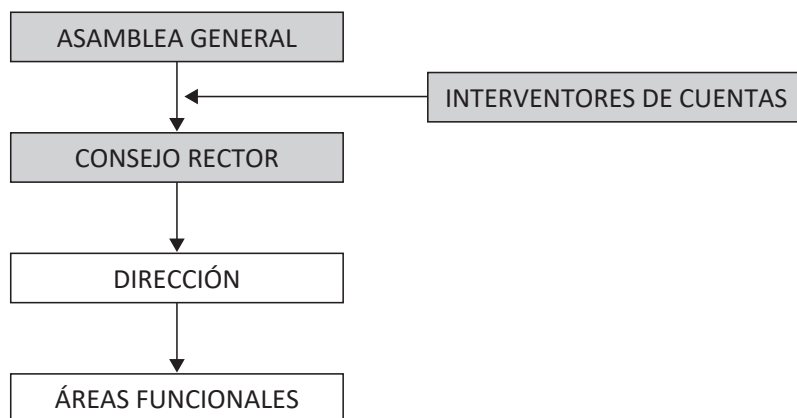 ASAMBLEA GENERAL
INTERVENTORES DE CUENTAS
CONSEJO RECTOR
DIRECCIÓN
ÁREAS FUNCIONALES